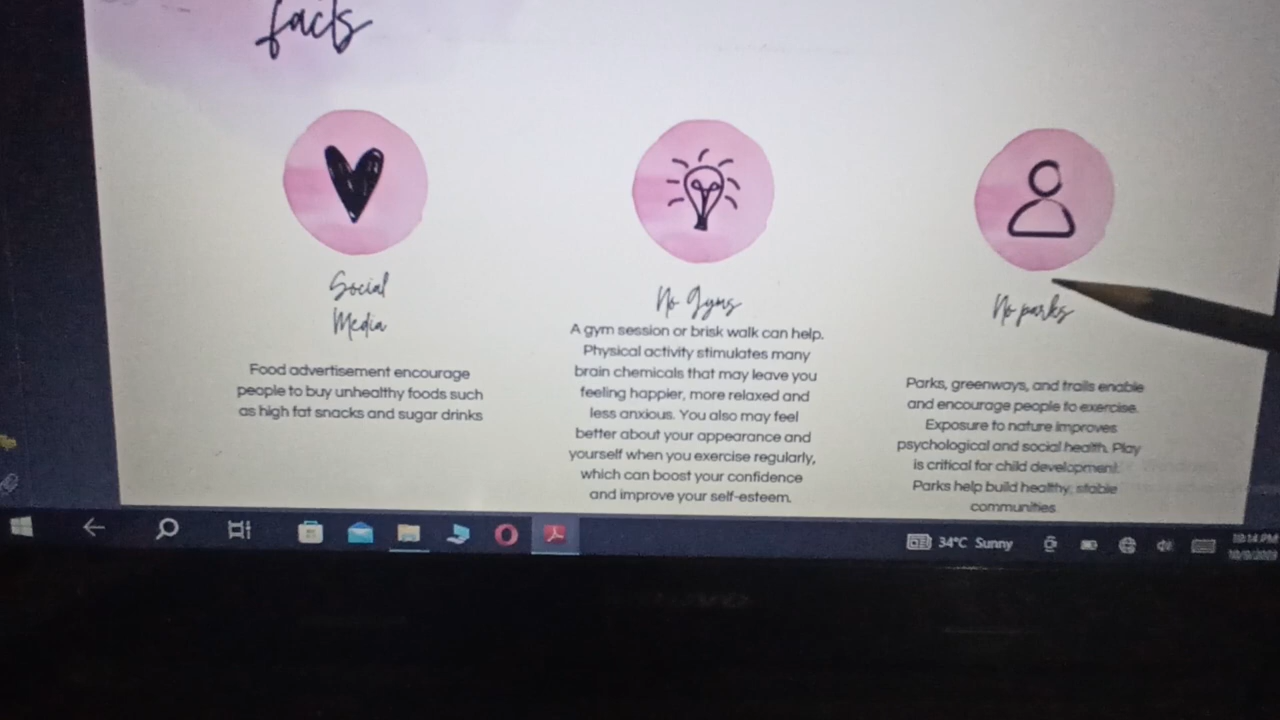 facts
Social
Media
Food advertisement encourage
people to buy unhealthy foods such
as high fat snacks and sugar drinks
No Gyms
A gym session or brisk walk can help.
Physical activity stimulates many
brain chemicals that may leave you
feeling happier, more relaxed and
less anxious. You also may feel
better about your appearance and
yourself when you exercise regularly,
which can boost your confidence
and improve your self-esteem.
No parks
Parks, greenways, and trails enable
and encourage people to exercise.
Exposure to nature improves
psychological and social health. Play
is critical for child development.
Parks help build healthy, stable
communities
34°C Sunny
10:14 PM